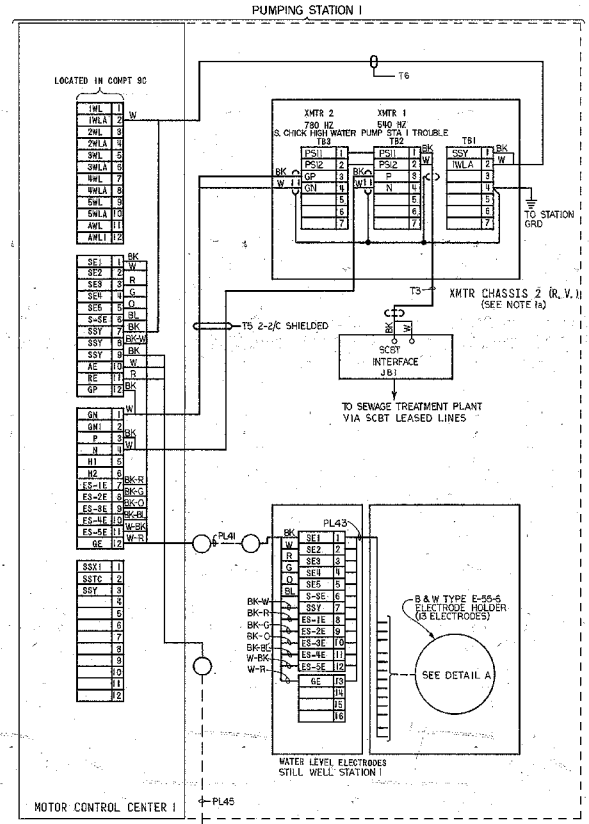 PUMPING STATION I
LOCATED IN COMPT 9C
1WL 1
1WLA 2 W
2WL 3
2WLA 4
3WL 5
3WLA 6
4WL 7
4WLA 8
5WL 9
5WLA 10
AWL 11
AWLI 12
T6
XMTR 2
780 HZ
S. CHICK HIGH WATER
TB3
PSI1 1
PSI2 2
BK GP 3
W GN 4
5
6
7
XMTR 1
540 HZ
PUMP STA 1 TROUBLE
TB2
PSI1 1 BK
PSI2 2 W
BK P 3
W N 4
5
6
7
TB1
SSY 1 BK
1WLA 2 W
3
4
5
6
7
TO STATION
GRD
SE1 1 BK
SE2 2 W
SE3 3 R
SE4 4 G
SE5 5 O
S-SE 6 BL
SSY 7 BK
SSY 8 BK-W
SSY 9 BK
AE 10 W
RE 11 R
GP 12 BK
T5 2-2/C SHIELDED
T3
XMTR CHASSIS 2 (R.V.)
(SEE NOTE 1a)
BK W
SCBT
INTERFACE
JB1
TO SEWAGE TREATMENT PLANT
VIA SCBT LEASED LINES
GN 1 W
GN1 2
P 3 BK
N 4 W
H1 5
H2 6
ES-1E 7 BK-R
ES-2E 8 BK-G
ES-3E 9 BK-O
ES-4E 10 BK-BL
ES-5E 11 W-BK
GE 12 W-R
PL41
PL43
SSX1 1
SSTC 2
SSY 3
4
5
6
7
8
9
10
11
12
BK SE1 1
W SE2 2
R SE3 3
G SE4 4
O SE5 5
BL S-SE 6
BK-W SSY 7
BK-R ES-1E 8
BK-G ES-2E 9
BK-O ES-3E 10
BK-BL ES-4E 11
W-BK ES-5E 12
W-R GE 13
14
15
16
B & W TYPE E-55-S
ELECTRODE HOLDER
(13 ELECTRODES)
SEE DETAIL A
WATER LEVEL ELECTRODES
STILL WELL STATION I
PL45
MOTOR CONTROL CENTER I